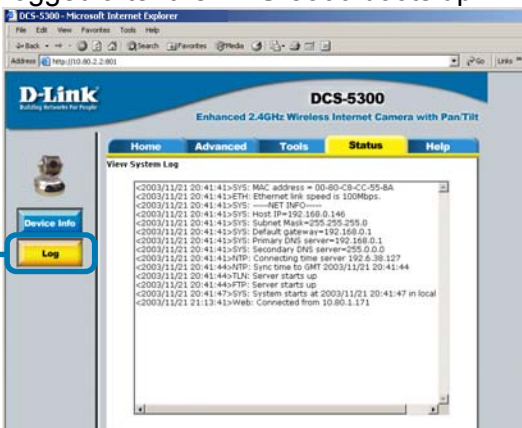 DCS-5300 - Microsoft Internet Explorer
File Edit View Favorites Tools Help
Back Search Favorites Media
Address http://10.80.2.2:801 Go Links
D-Link
Building Networks for People
DCS-5300
Enhanced 2.4GHz Wireless Internet Camera with Pan/Tilt
Home Advanced Tools Status Help
View System Log
Device Info
Log
<2003/11/21 20:41:41>SYS: MAC address = 00-80-C8-CC-55-BA
<2003/11/21 20:41:41>ETH: Ethernet link speed is 100Mbps.
<2003/11/21 20:41:41>SYS: -----NET INFO-----
<2003/11/21 20:41:41>SYS: Host IP=192.168.0.146
<2003/11/21 20:41:41>SYS: Subnet Mask=255.255.255.0
<2003/11/21 20:41:41>SYS: Default gateway=192.168.0.1
<2003/11/21 20:41:41>SYS: Primary DNS server=192.168.0.1
<2003/11/21 20:41:41>SYS: Secondary DNS server=255.0.0.0
<2003/11/21 20:41:41>NTP: Connecting time server 192.6.38.127
<2003/11/21 20:41:44>NTP: Sync time to GMT 2003/11/21 20:41:44
<2003/11/21 20:41:44>TLN: Server starts up
<2003/11/21 20:41:44>FTP: Server starts up
<2003/11/21 20:41:47>SYS: System starts at 2003/11/21 20:41:47 in local
<2003/11/21 21:13:41>Web: Connected from 10.80.1.171